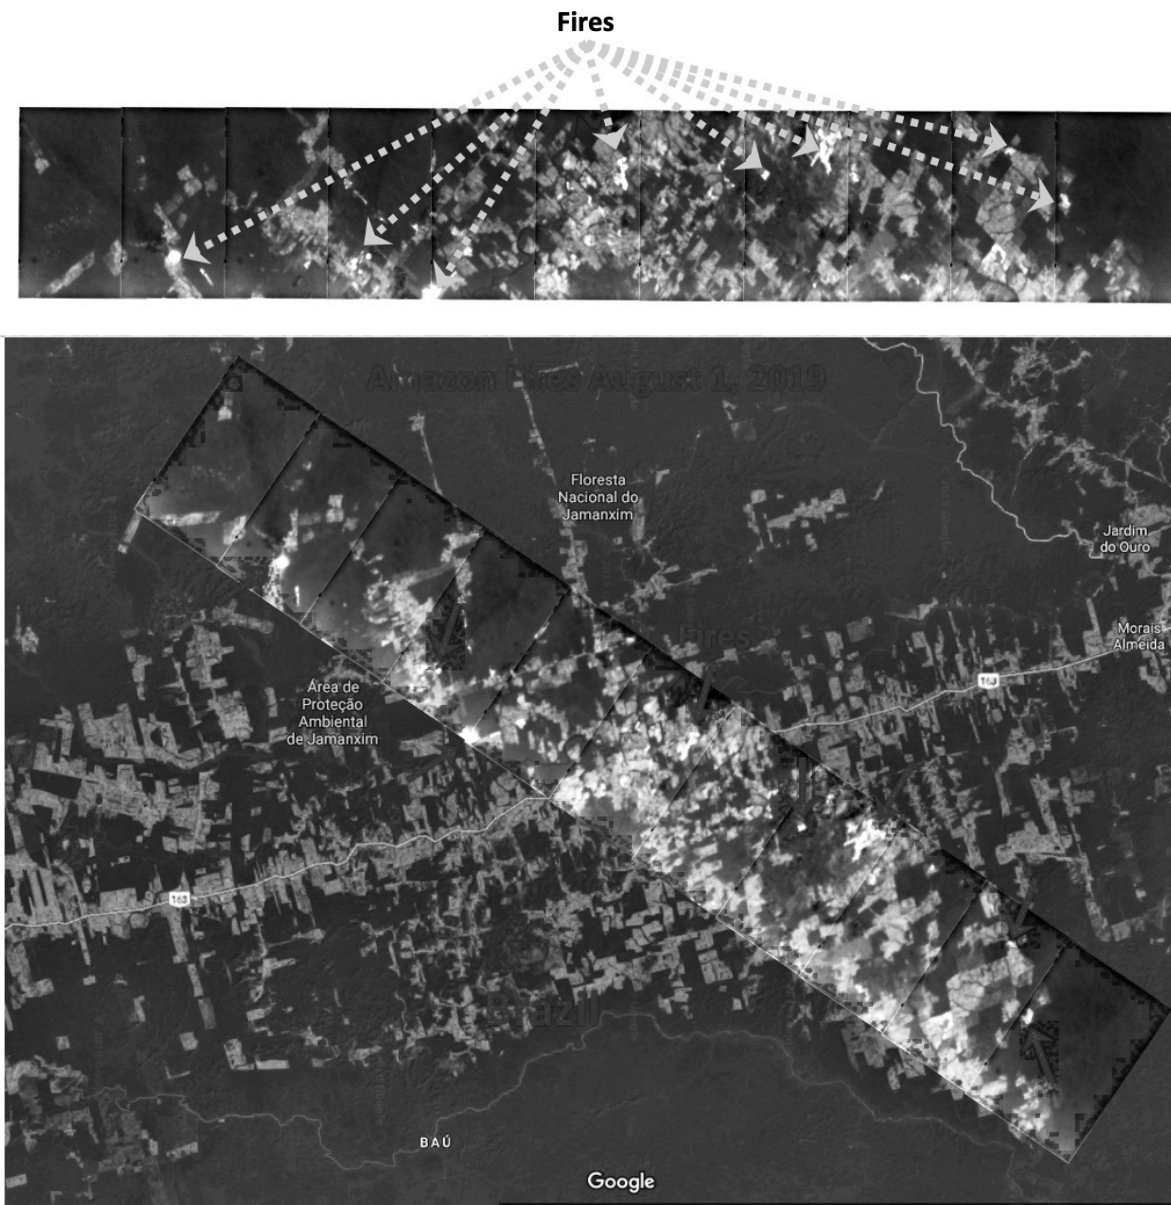 Fires
Amazon Fires August 1, 2019
Floresta
Nacional do
Jamanxim
Jardim
do Ouro
Fires
Morais
Almeida
163
Área de
Proteção
Ambiental
de Jamanxim
163
Brazil
BAÚ
Google